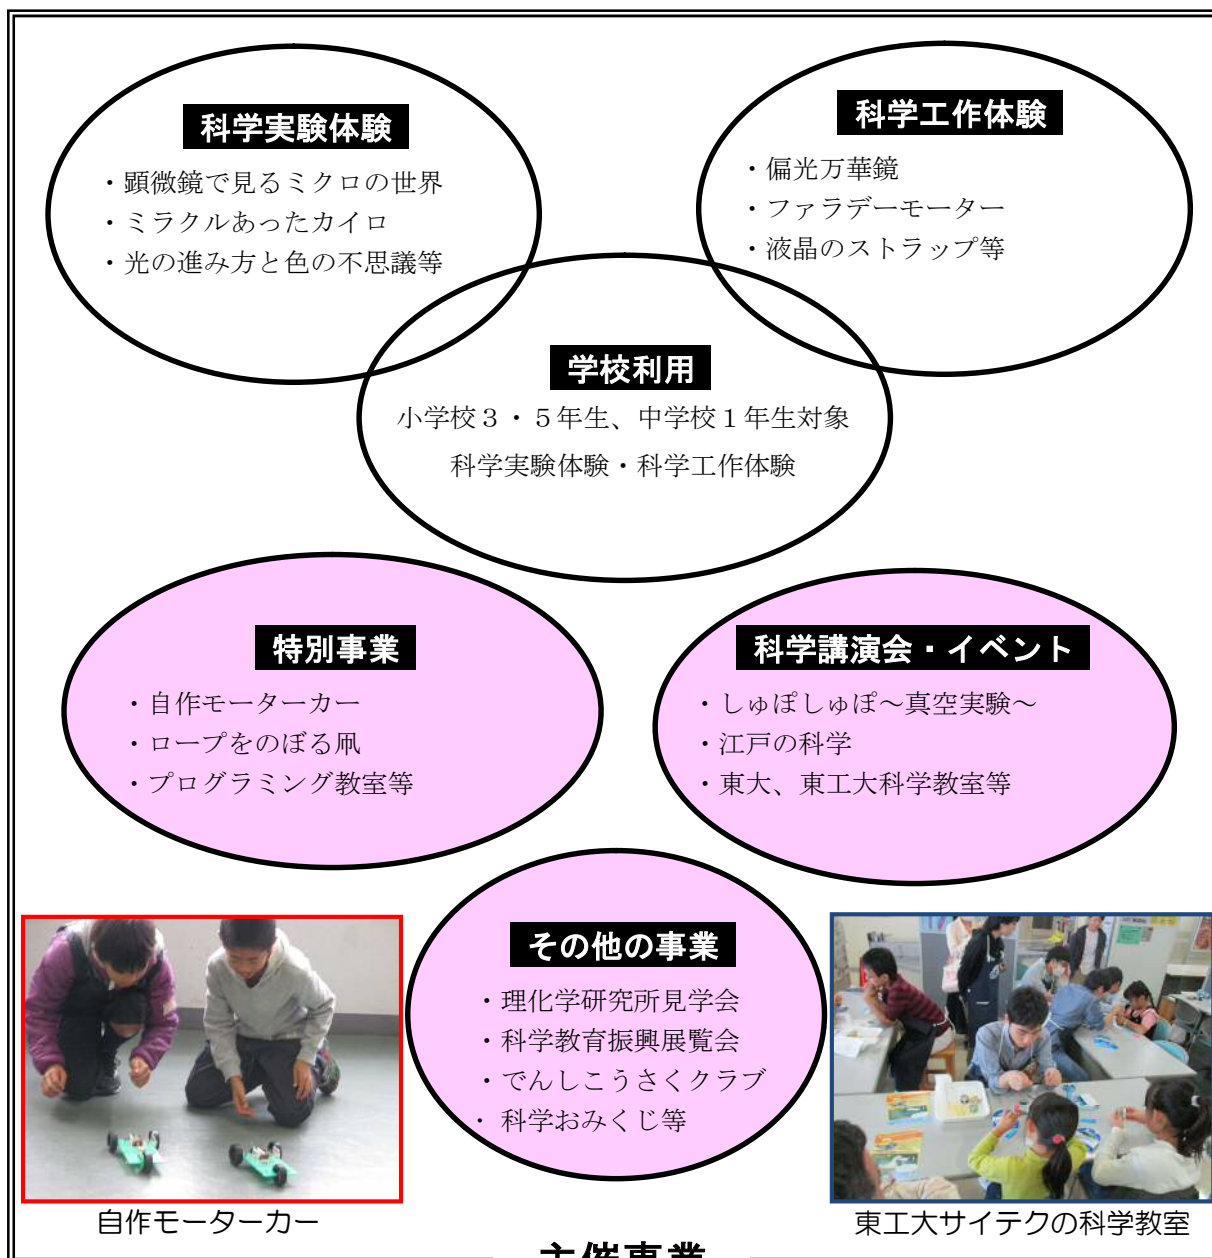 科学実験体験
・顕微鏡で見るミクロの世界
・ミラクルあったカイロ
・光の進み方と色の不思議等
科学工作体験
・偏光万華鏡
・ファラデーモーター
・液晶のストラップ等
学校利用
小学校３・５年生、中学校１年生対象
科学実験体験・科学工作体験
特別事業
・自作モーターカー
・ロープをのぼる凧
・プログラミング教室等
科学講演会・イベント
・しゅぽしゅぽ～真空実験～
・江戸の科学
・東大、東工大科学教室等
その他の事業
・理化学研究所見学会
・科学教育振興展覧会
・でんしこうさくクラブ
・科学おみくじ等
自作モーターカー
東工大サイテクの科学教室
主催事業